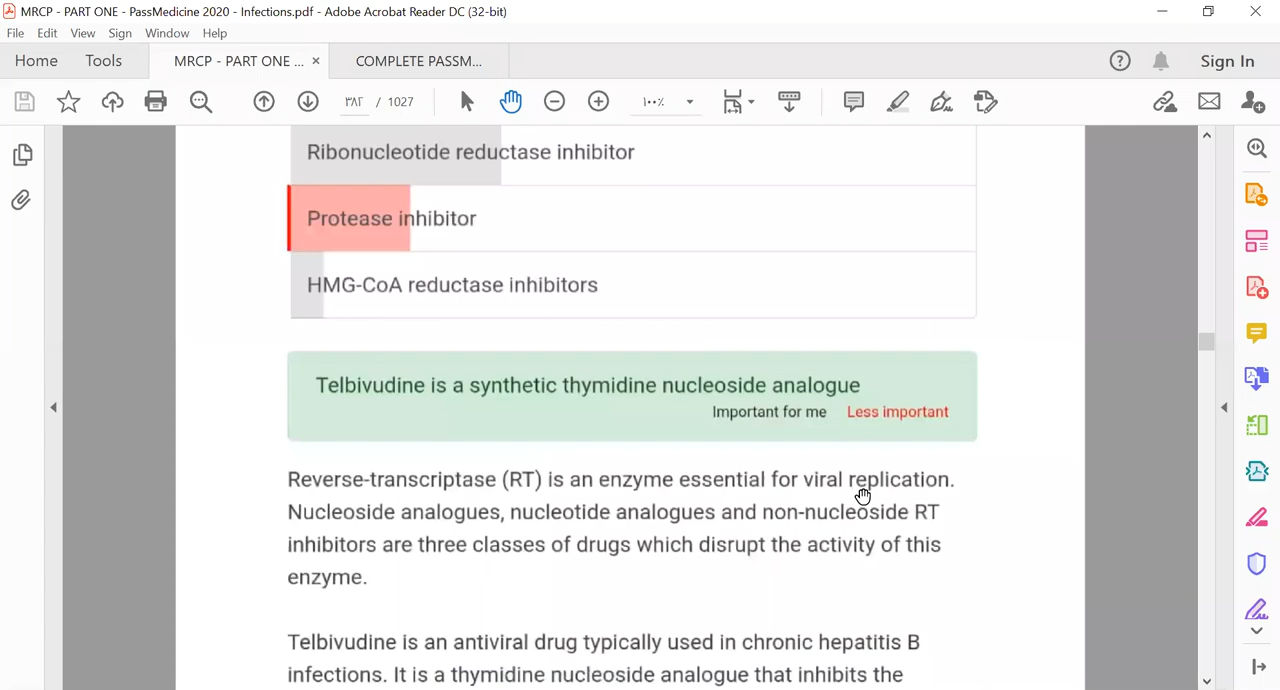 MRCP - PART ONE - PassMedicine 2020 - Infections.pdf - Adobe Acrobat Reader DC (32-bit)
File Edit View Sign Window Help
Home Tools MRCP - PART ONE ... × COMPLETE PASSM... Sign In
٣٨٢ / 1027 ١٠٠٪
Ribonucleotide reductase inhibitor
Protease inhibitor
HMG-CoA reductase inhibitors
Telbivudine is a synthetic thymidine nucleoside analogue
Important for me Less important
Reverse-transcriptase (RT) is an enzyme essential for viral replication.
Nucleoside analogues, nucleotide analogues and non-nucleoside RT
inhibitors are three classes of drugs which disrupt the activity of this
enzyme.
Telbivudine is an antiviral drug typically used in chronic hepatitis B
infections. It is a thymidine nucleoside analogue that inhibits the